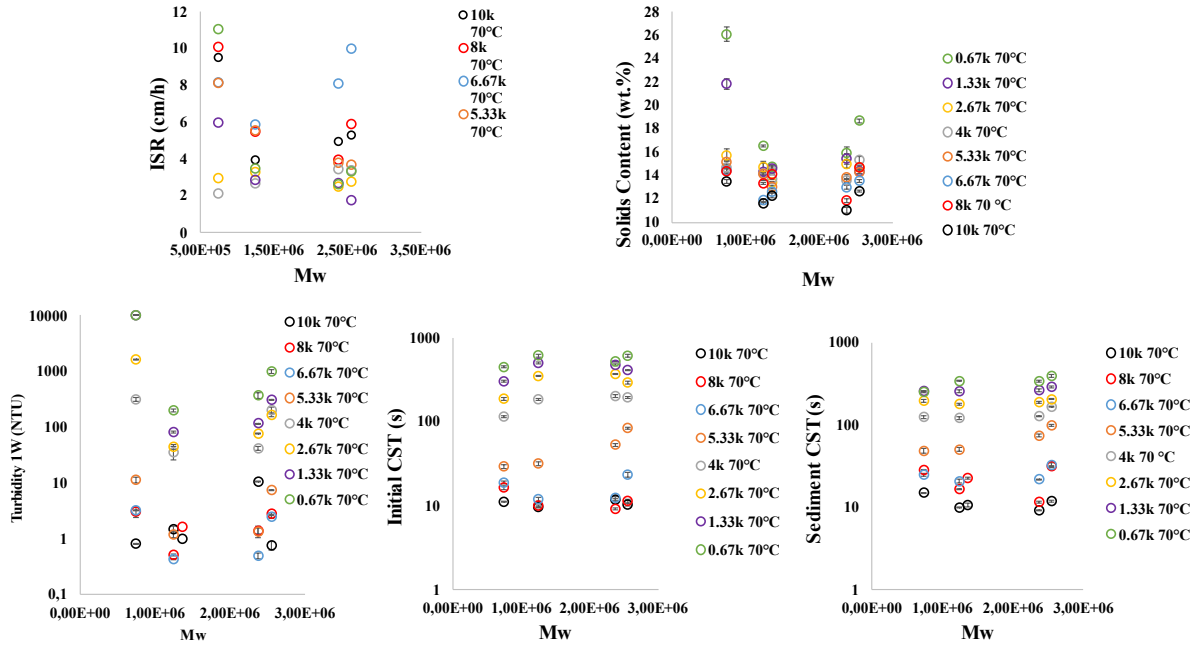 12
10
8
6
4
2
0
ISR (cm/h)
5,00E+05
1,50E+06
2,50E+06
3,50E+06
Mw
10k
70°C
8k
70°C
6.67k
70°C
5.33k
70°C
28
26
24
22
20
18
16
14
12
10
Solids Content (wt.%)
0,00E+00
1,00E+06
2,00E+06
3,00E+06
Mw
0.67k 70°C
1.33k 70°C
2.67k 70°C
4k 70°C
5.33k 70°C
6.67k 70°C
8k 70 °C
10k 70°C
10000
1000
100
10
1
0,1
Turbidity 1W (NTU)
0,00E+00
1,00E+06
2,00E+06
3,00E+06
Mw
10k 70°C
8k 70°C
6.67k 70°C
5.33k 70°C
4k 70°C
2.67k 70°C
1.33k 70°C
0.67k 70°C
1000
100
10
1
Initial CST (s)
0,00E+00
1,00E+06
2,00E+06
3,00E+06
Mw
10k 70°C
8k 70°C
6.67k 70°C
5.33k 70°C
4k 70°C
2.67k 70°C
1.33k 70°C
0.67k 70°C
1000
100
10
1
Sediment CST (s)
0,00E+00
1,00E+06
2,00E+06
3,00E+06
Mw
10k 70°C
8k 70°C
6.67k 70°C
5.33k 70°C
4k 70 °C
2.67k 70°C
1.33k 70°C
0.67k 70°C